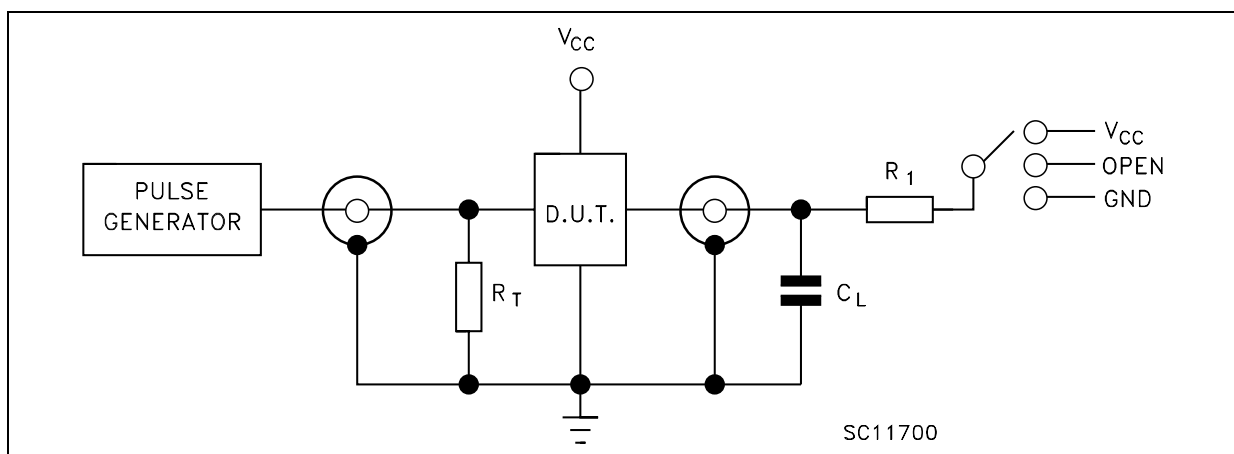 VCC
PULSE
GENERATOR
D.U.T.
RT
CL
R1
VCC
OPEN
GND
SC11700